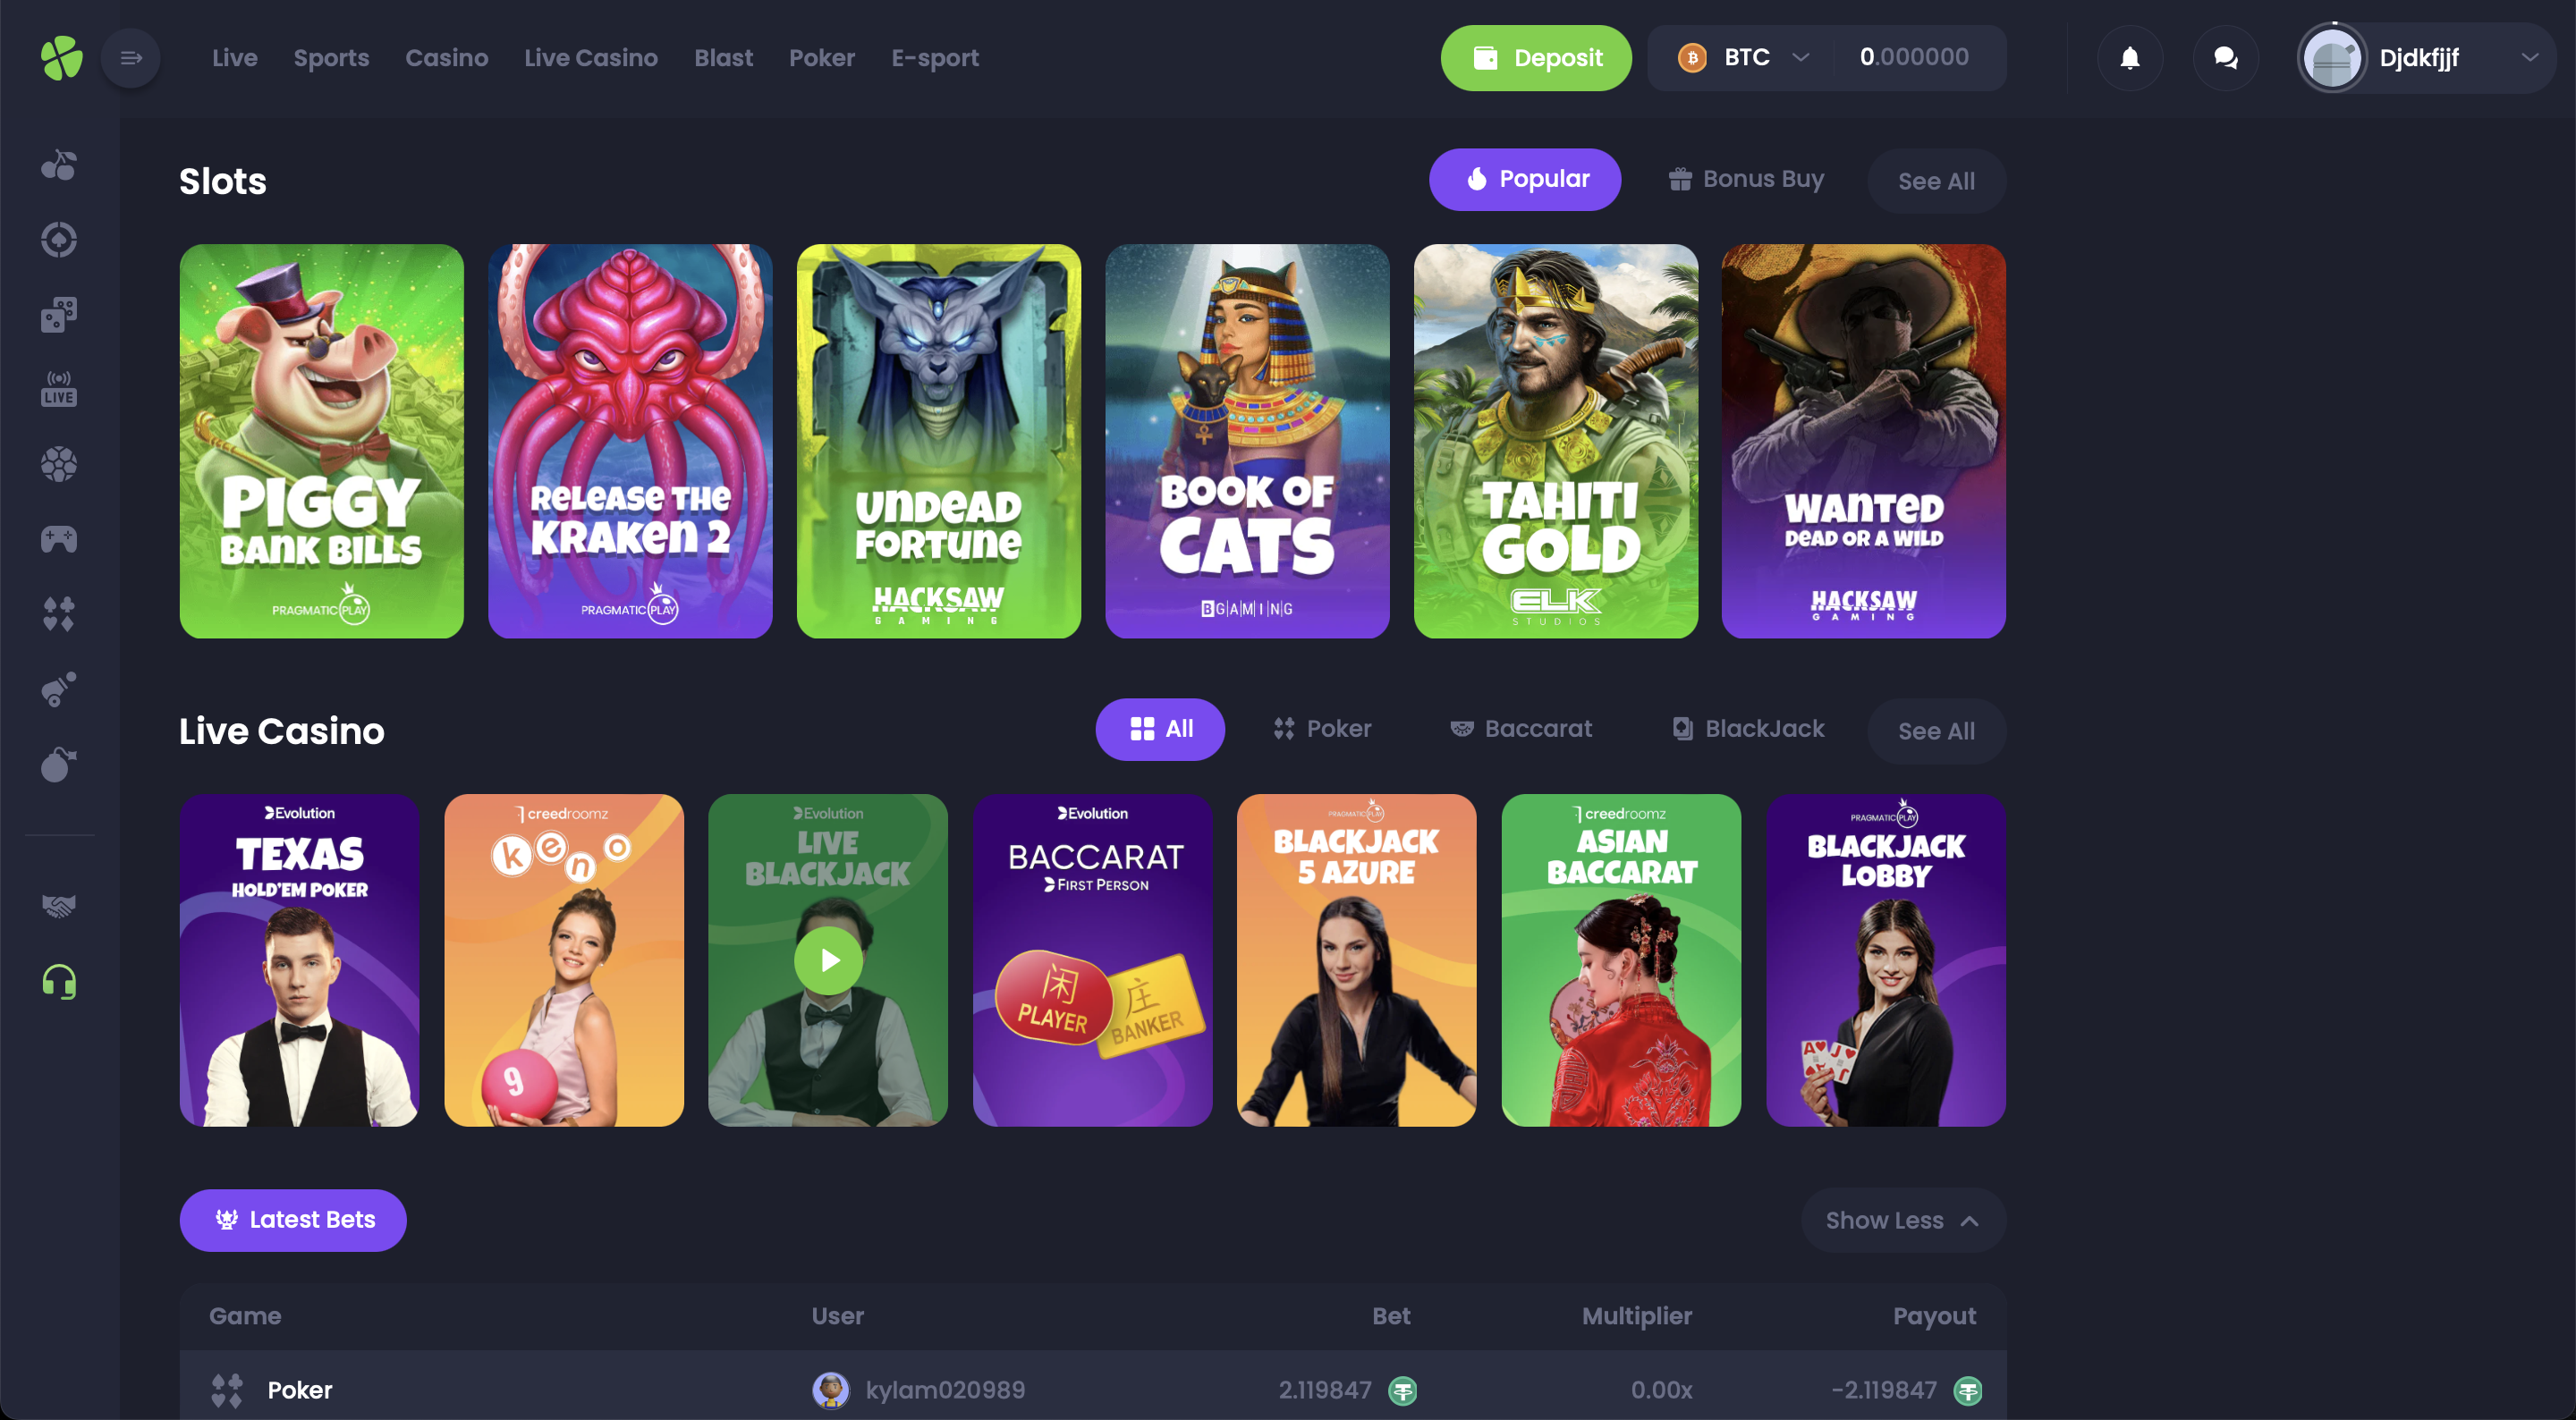 Live Sports Casino Live Casino Blast Poker E-sport
Deposit
BTC
0.000000
Djdkfjjf
LIVE
Slots
Popular
Bonus Buy
See All
PIGGY
BANK BILLS
PRAGMATIC PLAY
RELEASE THE
KRAKEN 2
PRAGMATIC PLAY
UNDEAD
FORTUNE
HACKSAW
GAMING
BOOK OF
CATS
BGAMING
TAHITI
GOLD
ELK
STUDIOS
WANTED
DEAD OR A WILD
HACKSAW
GAMING
Live Casino
All
Poker
Baccarat
BlackJack
See All
Evolution
TEXAS
HOLD'EM POKER
creedroomz
keno
9
Evolution
LIVE
BLACKJACK
Evolution
BACCARAT
FIRST PERSON
闲
PLAYER
庄
BANKER
PRAGMATIC PLAY
BLACKJACK
5 AZURE
creedroomz
ASIAN
BACCARAT
PRAGMATIC PLAY
BLACKJACK
LOBBY
A J
Latest Bets
Show Less
Game User Bet Multiplier Payout
Poker kylam020989 2.119847 0.00x -2.119847